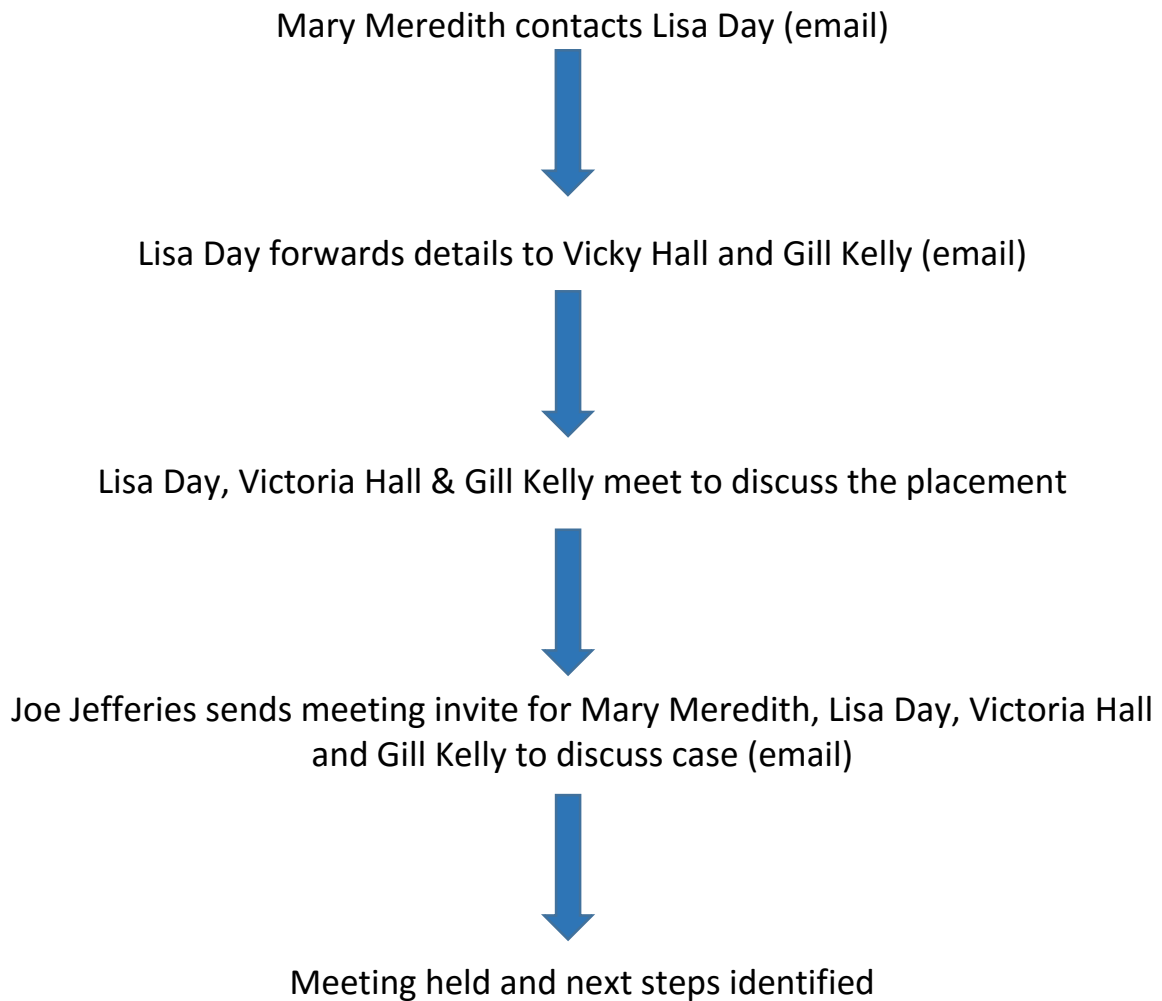 Mary Meredith contacts Lisa Day (email)
Lisa Day forwards details to Vicky Hall and Gill Kelly (email)
Lisa Day, Victoria Hall & Gill Kelly meet to discuss the placement
Joe Jefferies sends meeting invite for Mary Meredith, Lisa Day, Victoria Hall
and Gill Kelly to discuss case (email)
Meeting held and next steps identified